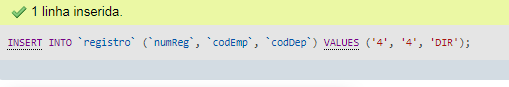 1 linha inserida.
INSERT INTO `registro` (`numReg`, `codEmp`, `codDep`) VALUES ('4', '4', 'DIR');